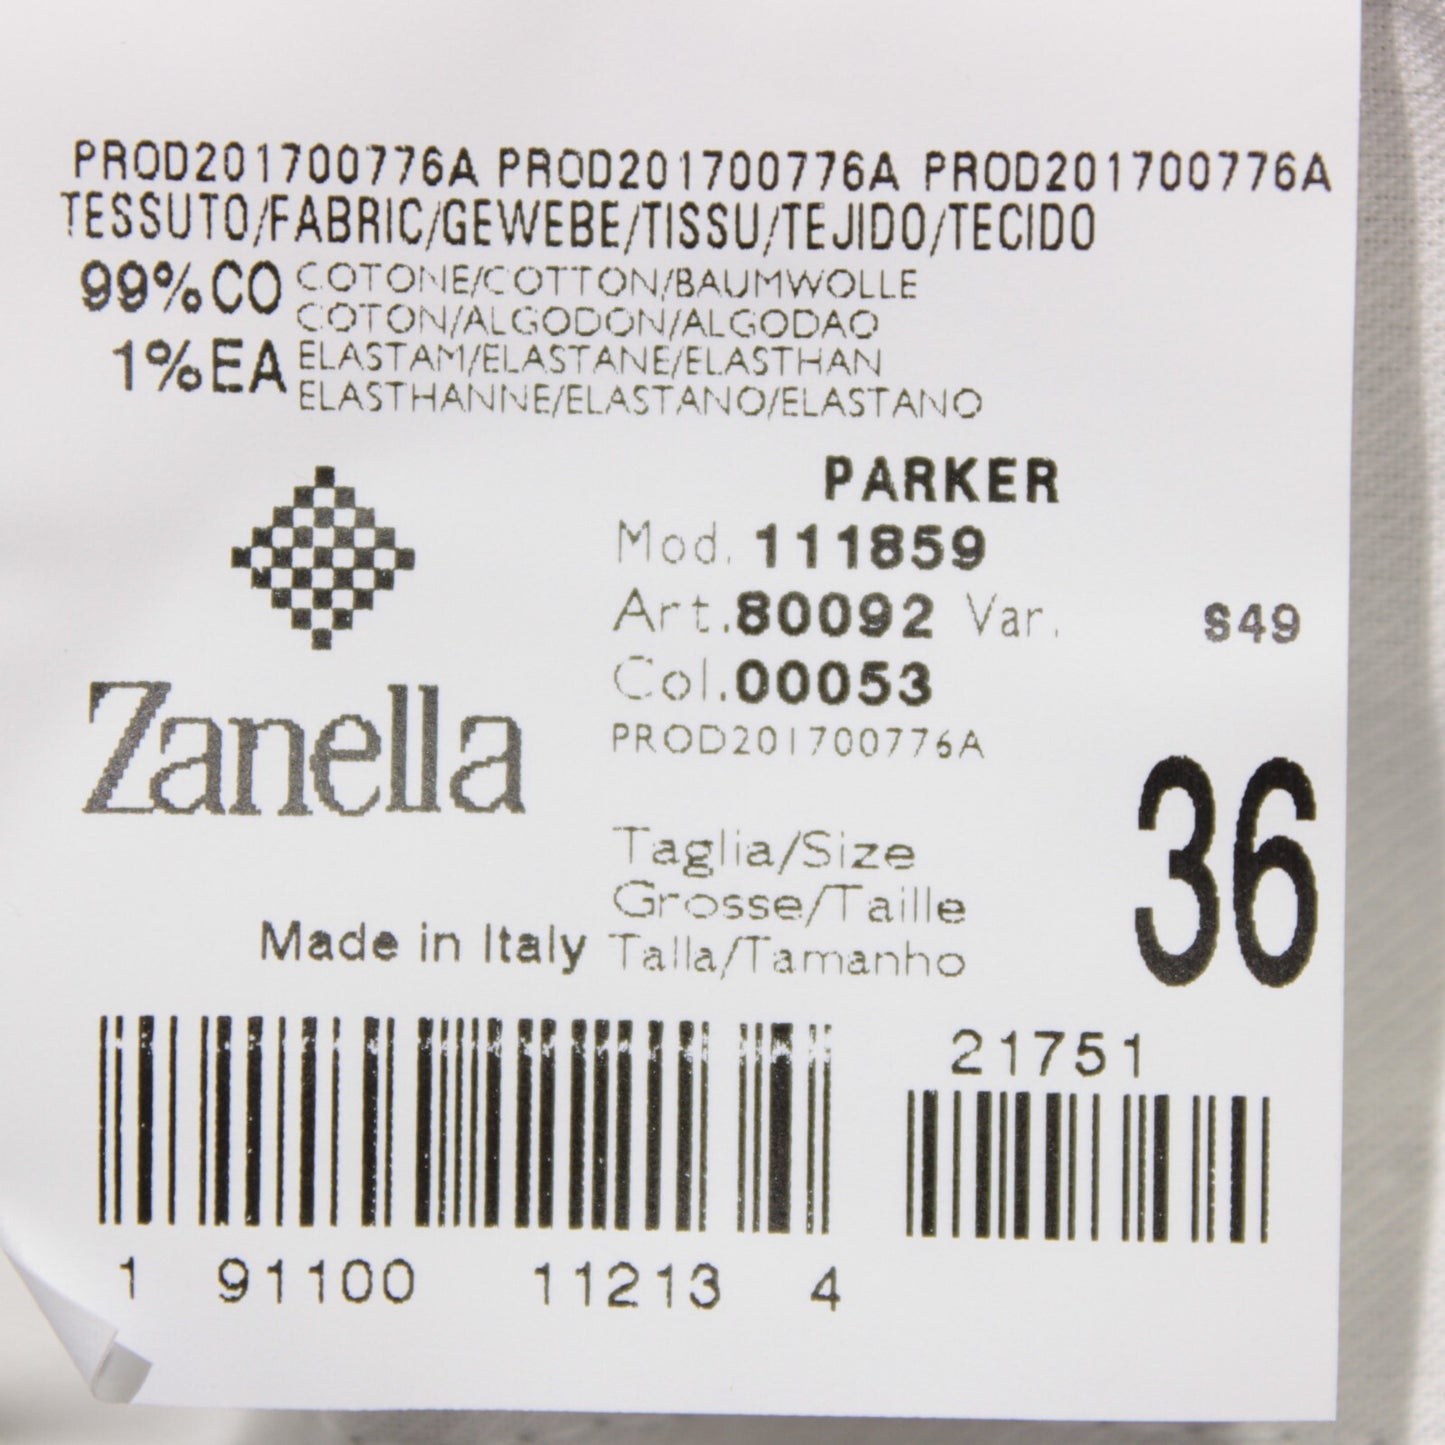 PROD201700776A PROD201700776A PROD201700776A
TESSUTO/FABRIC/GEWEBE/TISSU/TEJIDO/TECIDO
99%CO COTONE/COTTON/BAUMWOLLE
COTON/ALGODON/ALGODAO
1%EA ELASTAM/ELASTANE/ELASTHAN
ELASTHANNE/ELASTANO/ELASTANO
PARKER
Mod. 111859
Art.80092 Var. S49
Col.00053
PROD201700776A
Zanella
36
Taglia/Size
Grosse/Taille
Made in Italy Talla/Tamanho
21751
1 91100 11213 4